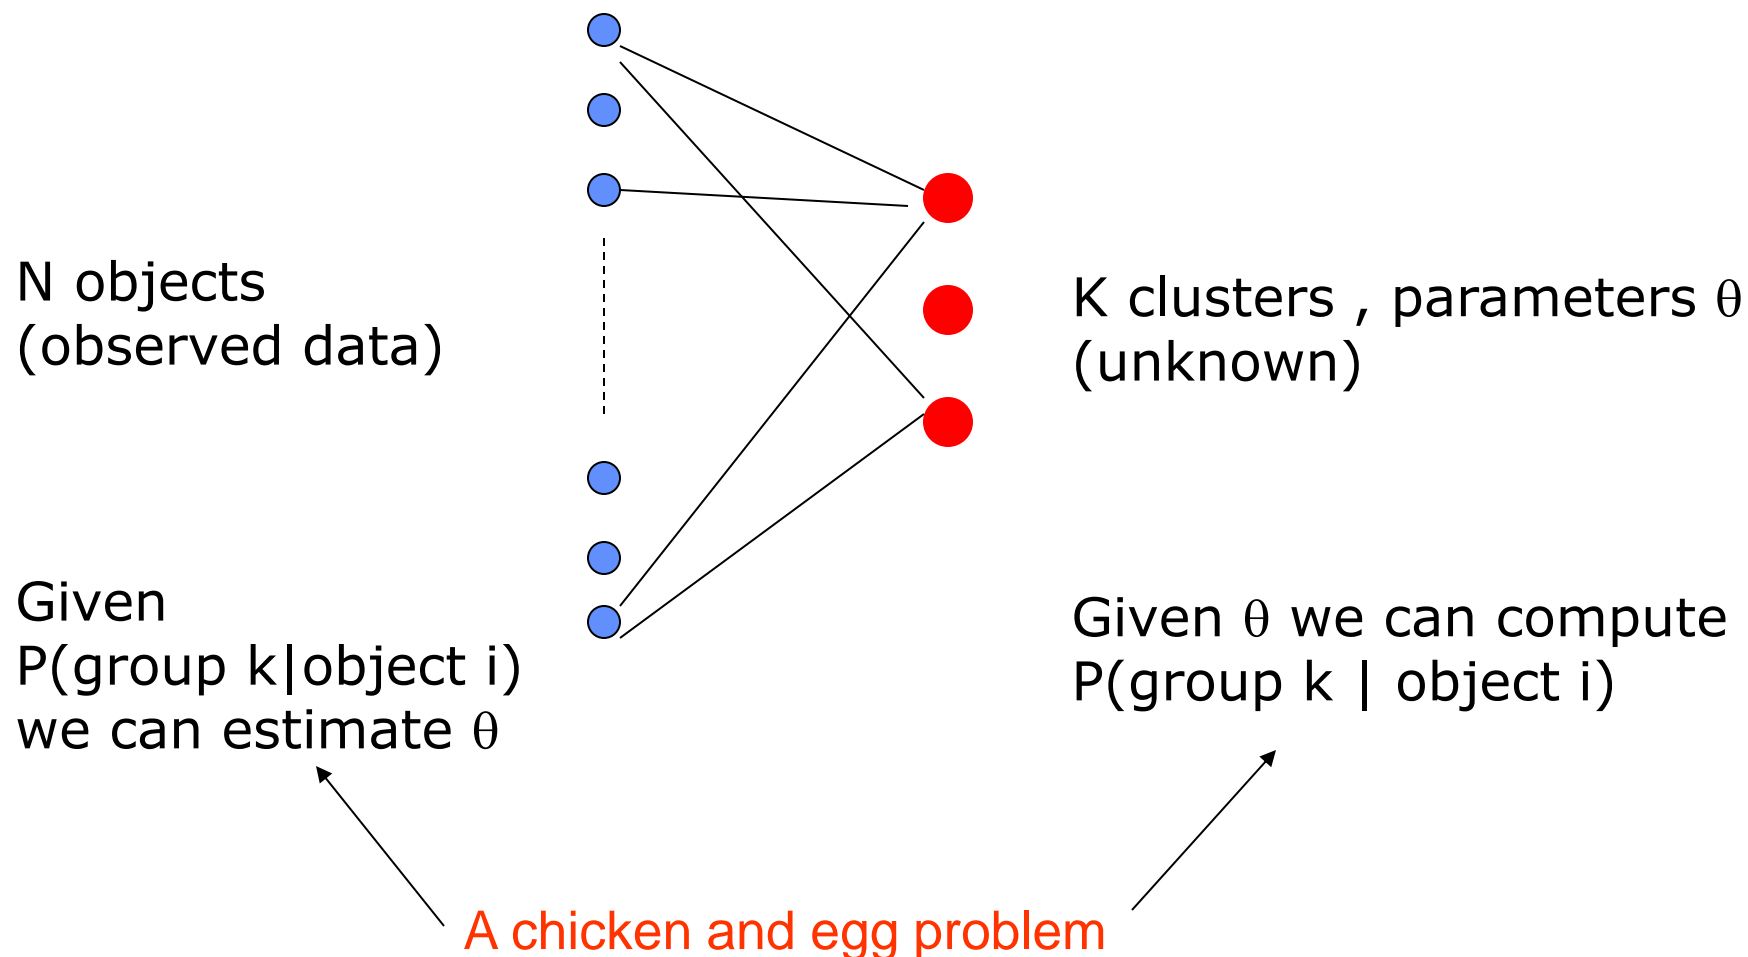 N objects
(observed data)
K clusters , parameters θ
(unknown)
Given
P(group k|object i)
we can estimate θ
Given θ we can compute
P(group k | object i)
A chicken and egg problem